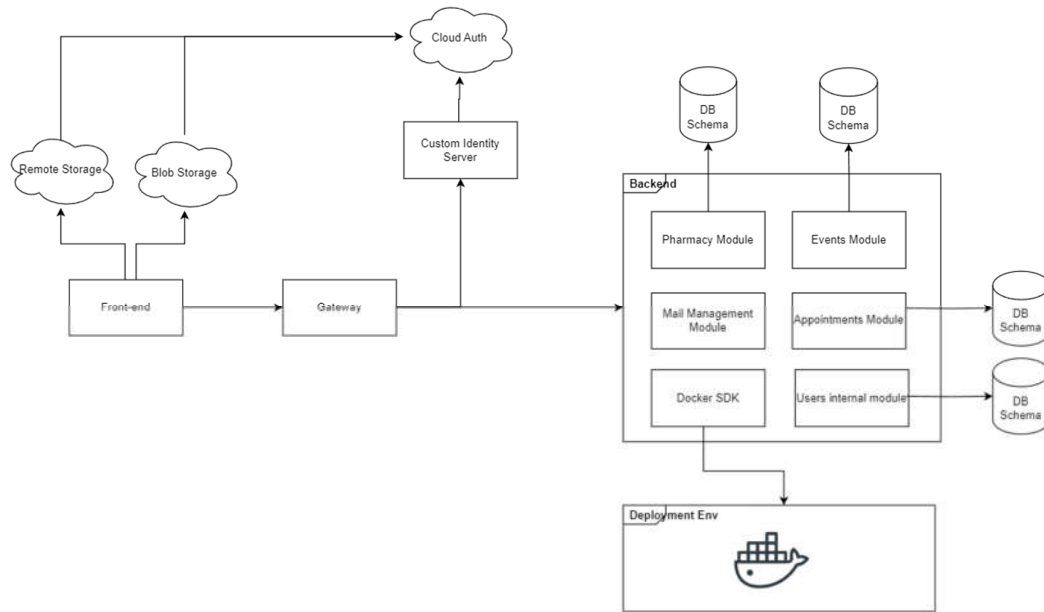 Cloud Auth
DB
Schema
DB
Schema
Remote Storage
Blob Storage
Custom Identity
Server
Backend
Pharmacy Module
Events Module
Front-end
Gateway
Mail Management
Module
Appointments Module
DB
Schema
Docker SDK
Users internal module
DB
Schema
Deployment Env